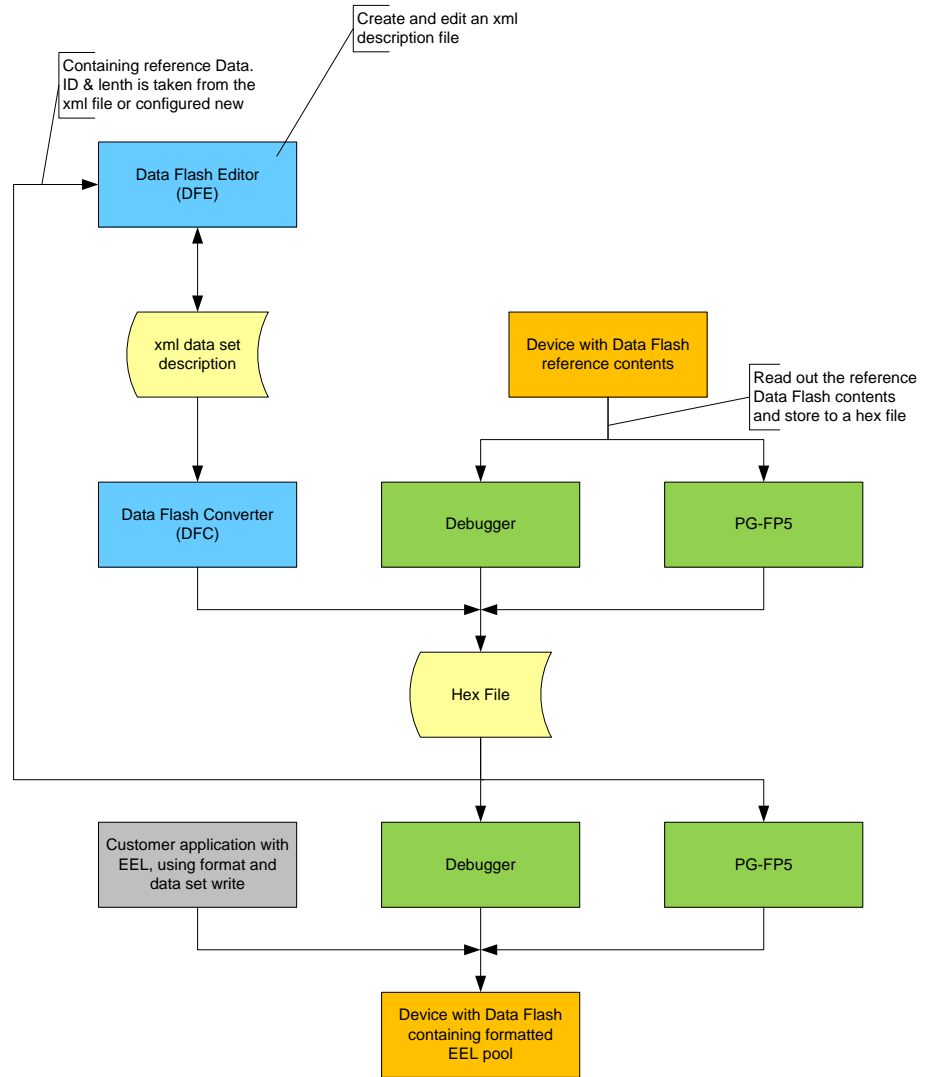 Create and edit an xml
description file
Containing reference Data.
ID & lenth is taken from the
xml file or configured new
Data Flash Editor
(DFE)
xml data set
description
Device with Data Flash
reference contents
Read out the reference
Data Flash contents
and store to a hex file
Data Flash Converter
(DFC)
Debugger
PG-FP5
Hex File
Customer application with
EEL, using format and
data set write
Debugger
PG-FP5
Device with Data Flash
containing formatted
EEL pool